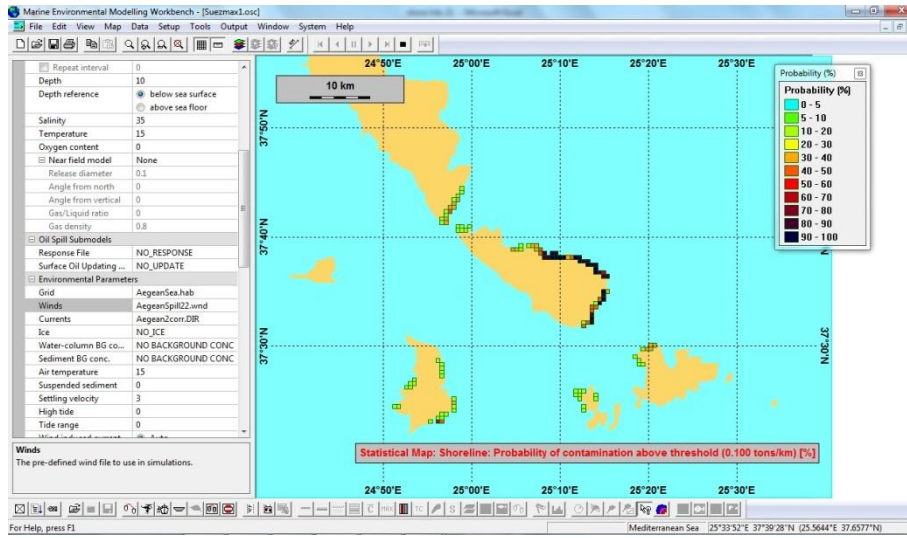 Marine Environmental Modelling Workbench - [Suezmax1.osc]
File Edit View Map Data Setup Tools Output Window System Help
Repeat interval 0
Depth 10
Depth reference below sea surface
above sea floor
Salinity 35
Temperature 15
Oxygen content 0
Near field model None
Release diameter 0.1
Angle from north 0
Angle from vertical 0
Gas/Liquid ratio 0
Gas density 0.8
Oil Spill Submodels
Response File NO_RESPONSE
Surface Oil Updating ... NO_UPDATE
Environmental Parameters
Grid AegeanSea.hab
Winds AegeanSpill22.wnd
Currents Aegean2corr.DIR
Ice NO_ICE
Water-column BG co... NO BACKGROUND CONC
Sediment BG conc. NO BACKGROUND CONC
Air temperature 15
Suspended sediment 0
Settling velocity 3
High tide 0
Tide range 0
Wind induced current Auto
Winds
The pre-defined wind file to use in simulations.
24°50'E 25°00'E 25°10'E 25°20'E 25°30'E
10 km
37°50'N
37°40'N
37°30'N
37°30'N
Probability (%)
Probability (%)
0 - 5
5 - 10
10 - 20
20 - 30
30 - 40
40 - 50
50 - 60
60 - 70
70 - 80
80 - 90
90 - 100
Statistical Map: Shoreline: Probability of contamination above threshold (0.100 tons/km) [%]
24°50'E 25°00'E 25°10'E 25°20'E 25°30'E
For Help, press F1
Mediterranean Sea 25°33'52"E 37°39'28"N (25.5644°E 37.6577°N)